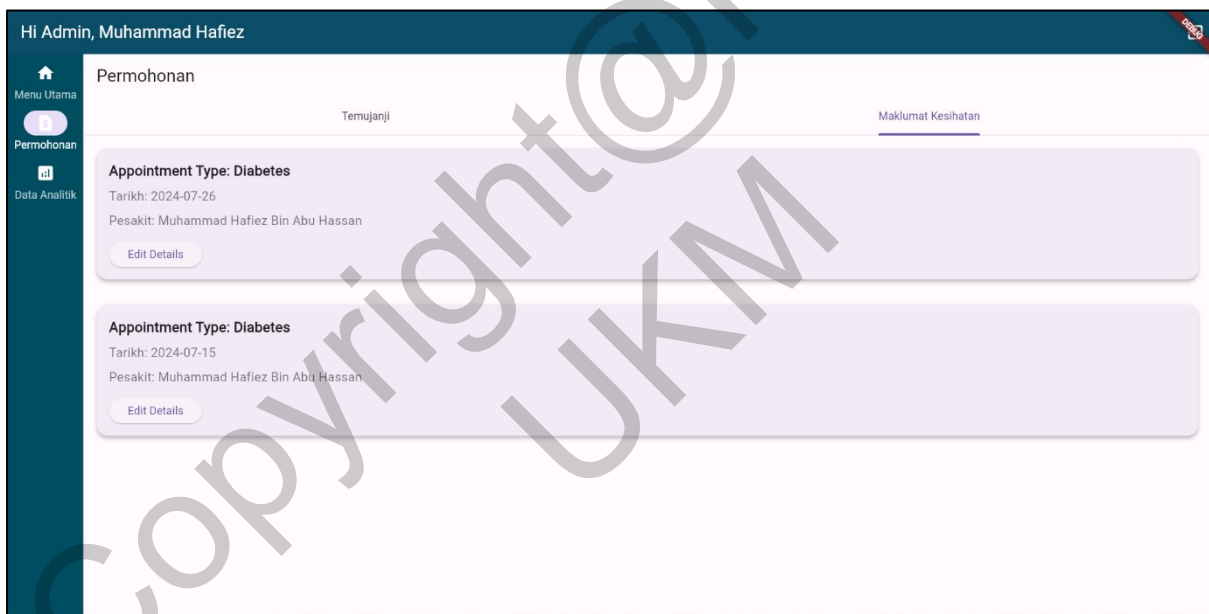 Hi Admin, Muhammad Hafiez
DEBUG
Menu Utama
Permohonan
Data Analitik
Permohonan
Temujanji
Maklumat Kesihatan
Appointment Type: Diabetes
Tarikh: 2024-07-26
Pesakit: Muhammad Hafiez Bin Abu Hassan
Edit Details
Appointment Type: Diabetes
Tarikh: 2024-07-15
Pesakit: Muhammad Hafiez Bin Abu Hassan
Edit Details
Copyright@
UKM